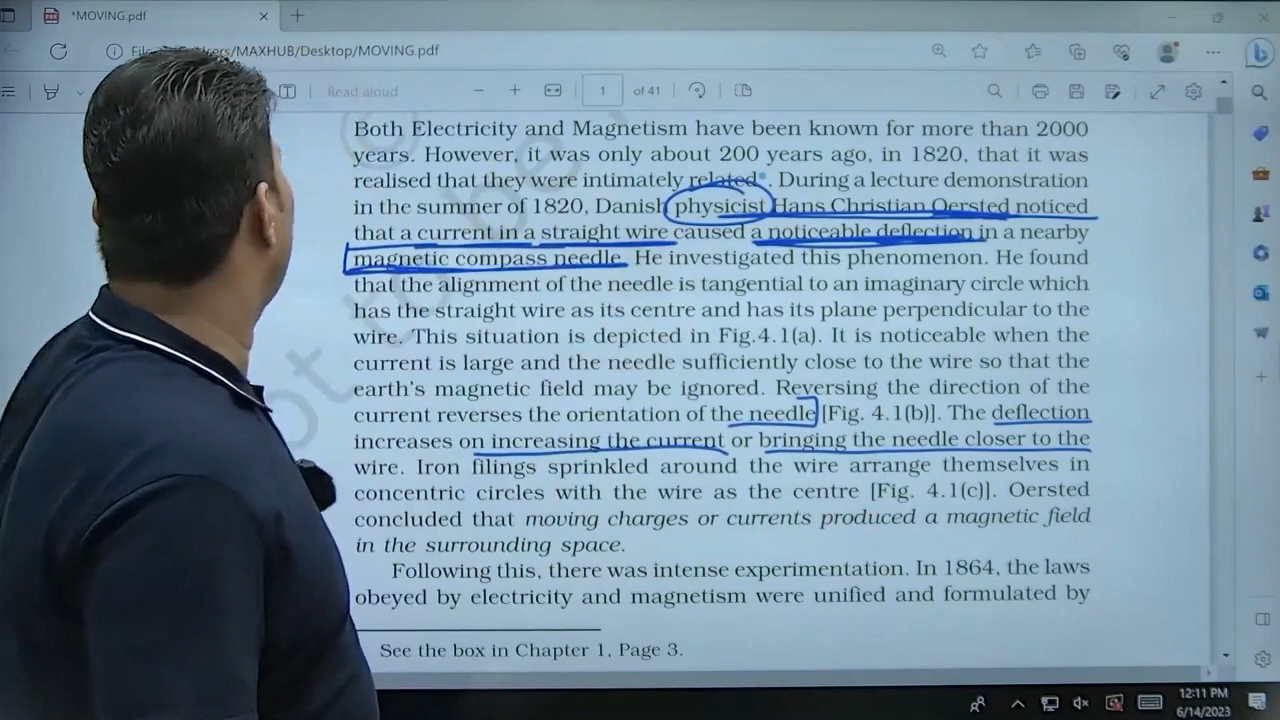 *MOVING.pdf
File
ers/MAXHUB/Desktop/MOVING.pdf
Read aloud
1 of 41
Both Electricity and Magnetism have been known for more than 2000
years. However, it was only about 200 years ago, in 1820, that it was
realised that they were intimately related*. During a lecture demonstration
in the summer of 1820, Danish physicist Hans Christian Oersted noticed
that a current in a straight wire caused a noticeable deflection in a nearby
magnetic compass needle. He investigated this phenomenon. He found
that the alignment of the needle is tangential to an imaginary circle which
has the straight wire as its centre and has its plane perpendicular to the
wire. This situation is depicted in Fig.4.1(a). It is noticeable when the
current is large and the needle sufficiently close to the wire so that the
earth's magnetic field may be ignored. Reversing the direction of the
current reverses the orientation of the needle [Fig. 4.1(b)]. The deflection
increases on increasing the current or bringing the needle closer to the
wire. Iron filings sprinkled around the wire arrange themselves in
concentric circles with the wire as the centre [Fig. 4.1(c)]. Oersted
concluded that moving charges or currents produced a magnetic field
in the surrounding space.
Following this, there was intense experimentation. In 1864, the laws
obeyed by electricity and magnetism were unified and formulated by
See the box in Chapter 1, Page 3.
12:11 PM
6/14/2023